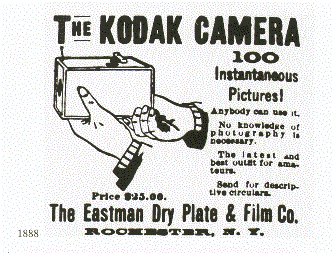 THE KODAK CAMERA
100
Instantaneous
Pictures!
Anybody can use it.
No knowledge of
photography is
necessary.
The latest and
best outfit for ama-
teurs.
Send for descrip-
tive circulars.
Price $25.00.
The Eastman Dry Plate & Film Co.
ROCHESTER, N. Y.
1888